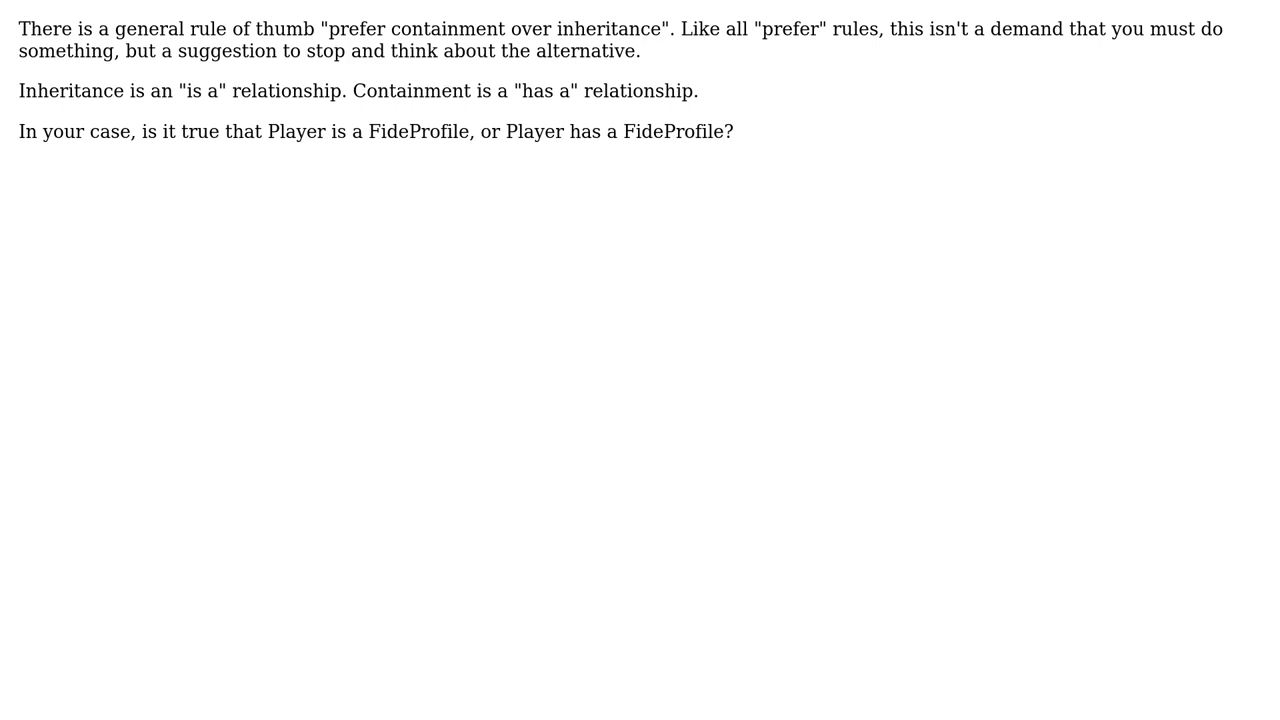 There is a general rule of thumb "prefer containment over inheritance". Like all "prefer" rules, this isn't a demand that you must do
something, but a suggestion to stop and think about the alternative.
Inheritance is an "is a" relationship. Containment is a "has a" relationship.
In your case, is it true that Player is a FideProfile, or Player has a FideProfile?